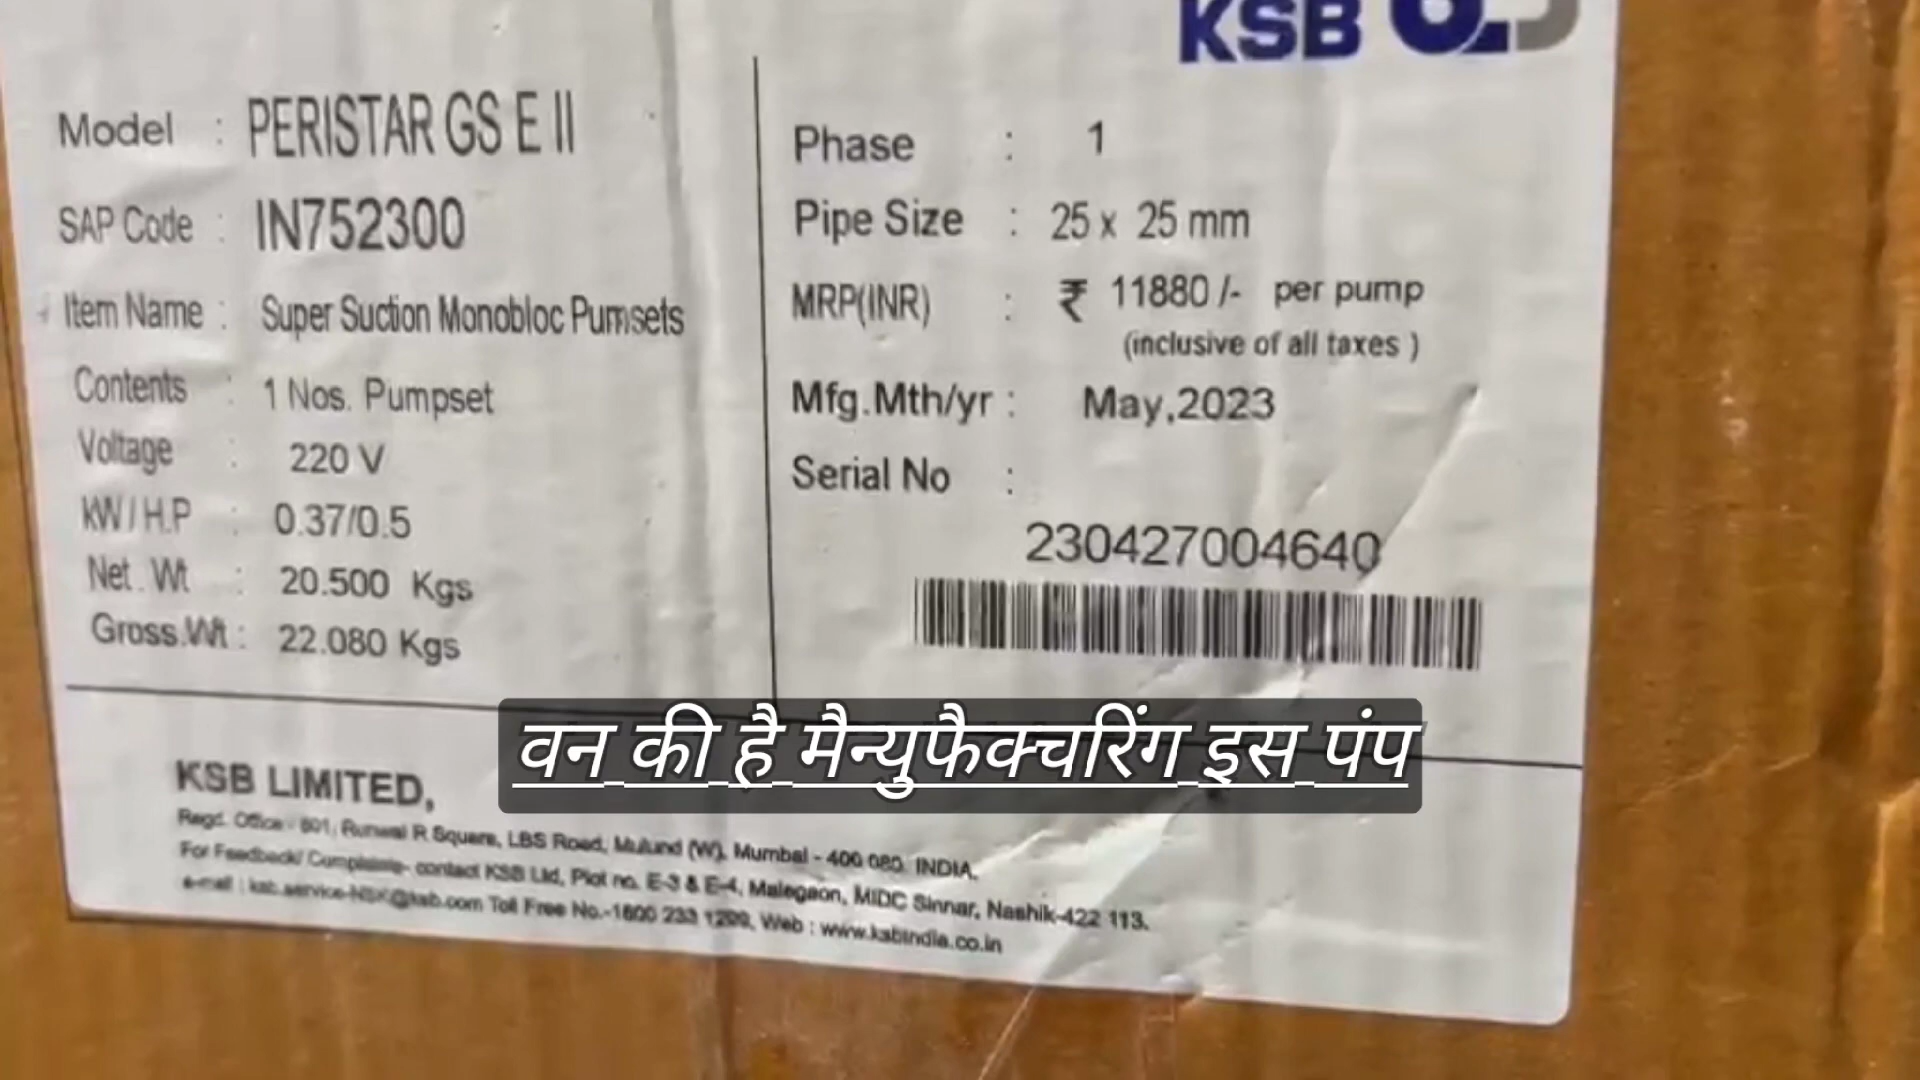 KSB
Model : PERISTAR GS E II
SAP Code : IN752300
Item Name : Super Suction Monobloc Pumsets
Contents : 1 Nos. Pumpset
Voltage : 220 V
KW / H.P : 0.37/0.5
Net. Wt : 20.500 Kgs
Gross.Wt : 22.080 Kgs
Phase : 1
Pipe Size : 25 x 25 mm
MRP(INR) : ₹ 11880 /- per pump
(inclusive of all taxes )
Mfg.Mth/yr : May,2023
Serial No :
230427004640
वन की है मैन्युफैक्चरिंग इस पंप
KSB LIMITED,
Regd. Office - 801, Runwal R Square, LBS Road, Mulund (W), Mumbai - 400 080. INDIA.
For Feedback/ Complaints- contact KSB Ltd, Plot no. E-3 & E-4, Malegaon, MIDC Sinnar, Nashik-422 113.
e-mail : ksb.service-NSK@ksb.com Toll Free No.-1800 233 1299, Web : www.ksbindia.co.in